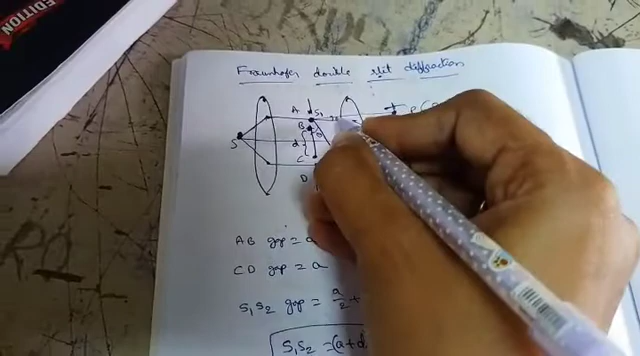 EDITION
Fraunhofer double slit diffraction
A S1
B
S d
C
D
AB gap = a
CD gap = a
S1S2 gap = a/2 +
S1S2 = (a+d